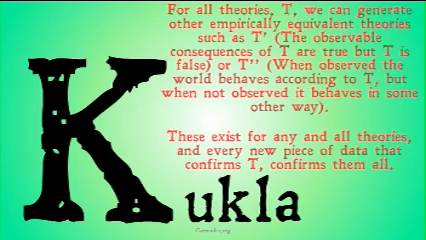 For all theories, T, we can generate
other empirically equivalent theories
such as T' (The observable
consequences of T are true but T is
false) or T'' (When observed the
world behaves according to T, but
when not observed it behaves in some
other way).
These exist for any and all theories,
and every new piece of data that
confirms T, confirms them all.
Kukla